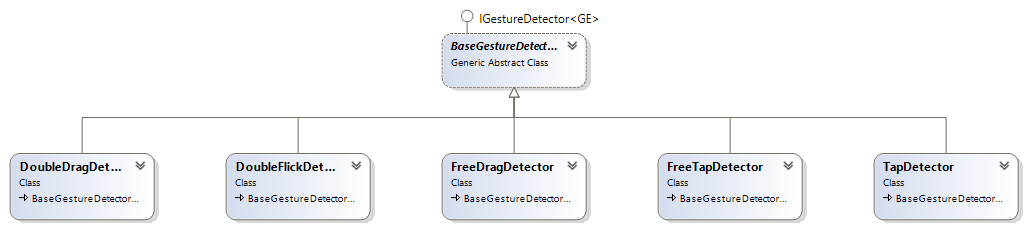 IGestureDetector<GE>
BaseGestureDetect...
Generic Abstract Class
DoubleDragDet...
Class
BaseGestureDetector...
DoubleFlickDet...
Class
BaseGestureDetector...
FreeDragDetector
Class
BaseGestureDetector...
FreeTapDetector
Class
BaseGestureDetector...
TapDetector
Class
BaseGestureDetector...